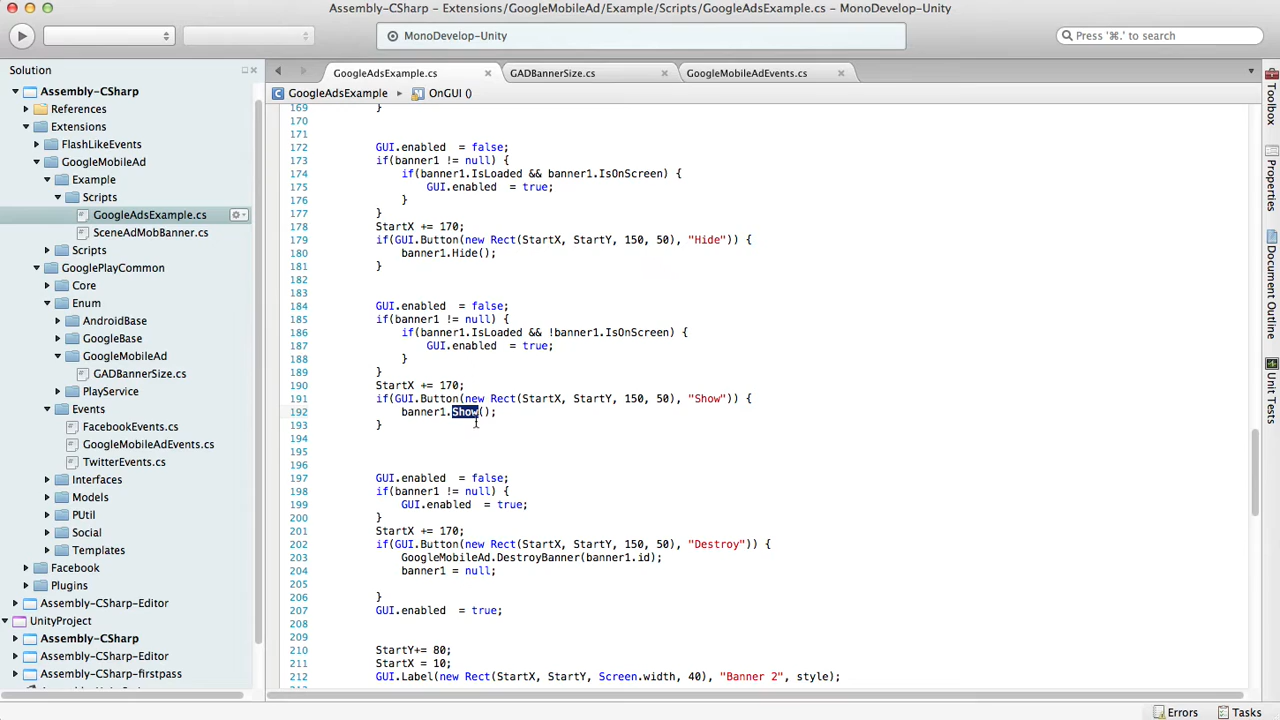 Assembly-CSharp - Extensions/GoogleMobileAd/Example/Scripts/GoogleAdsExample.cs - MonoDevelop-Unity
MonoDevelop-Unity
Press '⌘.' to search
Solution
GoogleAdsExample.cs
GADBannerSize.cs
GoogleMobileAdEvents.cs
GoogleAdsExample
OnGUI ()
Assembly-CSharp
References
Extensions
FlashLikeEvents
GoogleMobileAd
Example
Scripts
GoogleAdsExample.cs
SceneAdMobBanner.cs
Scripts
GooglePlayCommon
Core
Enum
AndroidBase
GoogleBase
GoogleMobileAd
GADBannerSize.cs
PlayService
Events
FacebookEvents.cs
GoogleMobileAdEvents.cs
TwitterEvents.cs
Interfaces
Models
PUtil
Social
Templates
Facebook
Plugins
Assembly-CSharp-Editor
UnityProject
Assembly-CSharp
Assembly-CSharp-Editor
Assembly-CSharp-firstpass
169 }
170
171
172 GUI.enabled  = false;
173 if(banner1 != null) {
174 if(banner1.IsLoaded && banner1.IsOnScreen) {
175 GUI.enabled  = true;
176 }
177 }
178 StartX += 170;
179 if(GUI.Button(new Rect(StartX, StartY, 150, 50), "Hide")) {
180 banner1.Hide();
181 }
182
183
184 GUI.enabled  = false;
185 if(banner1 != null) {
186 if(banner1.IsLoaded && !banner1.IsOnScreen) {
187 GUI.enabled  = true;
188 }
189 }
190 StartX += 170;
191 if(GUI.Button(new Rect(StartX, StartY, 150, 50), "Show")) {
192 banner1.Show();
193 }
194
195
196
197 GUI.enabled  = false;
198 if(banner1 != null) {
199 GUI.enabled  = true;
200 }
201 StartX += 170;
202 if(GUI.Button(new Rect(StartX, StartY, 150, 50), "Destroy")) {
203 GoogleMobileAd.DestroyBanner(banner1.id);
204 banner1 = null;
205
206 }
207 GUI.enabled  = true;
208
209
210 StartY+= 80;
211 StartX = 10;
212 GUI.Label(new Rect(StartX, StartY, Screen.width, 40), "Banner 2", style);
Toolbox
Properties
Document Outline
Unit Tests
Errors
Tasks